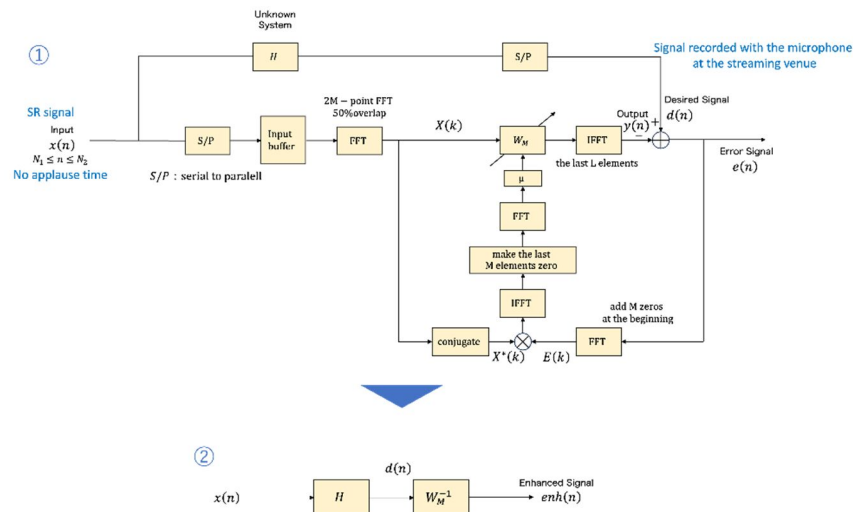 Unknown
System
①
H
S/P
Signal recorded with the microphone
at the streaming venue
SR signal
Input
x(n)
N₁ ≤ n ≤ N₂
No applause time
S/P
S/P : serial to paralell
Input
buffer
2M − point FFT
50%overlap
FFT
X(k)
W_M
IFFT
the last L elements
Output
y(n)
+
−
Desired Signal
d(n)
Error Signal
e(n)
μ
FFT
make the last
M elements zero
IFFT
add M zeros
at the beginning
conjugate
X*(k)
E(k)
FFT
②
x(n)
H
d(n)
W_M⁻¹
Enhanced Signal
enh(n)